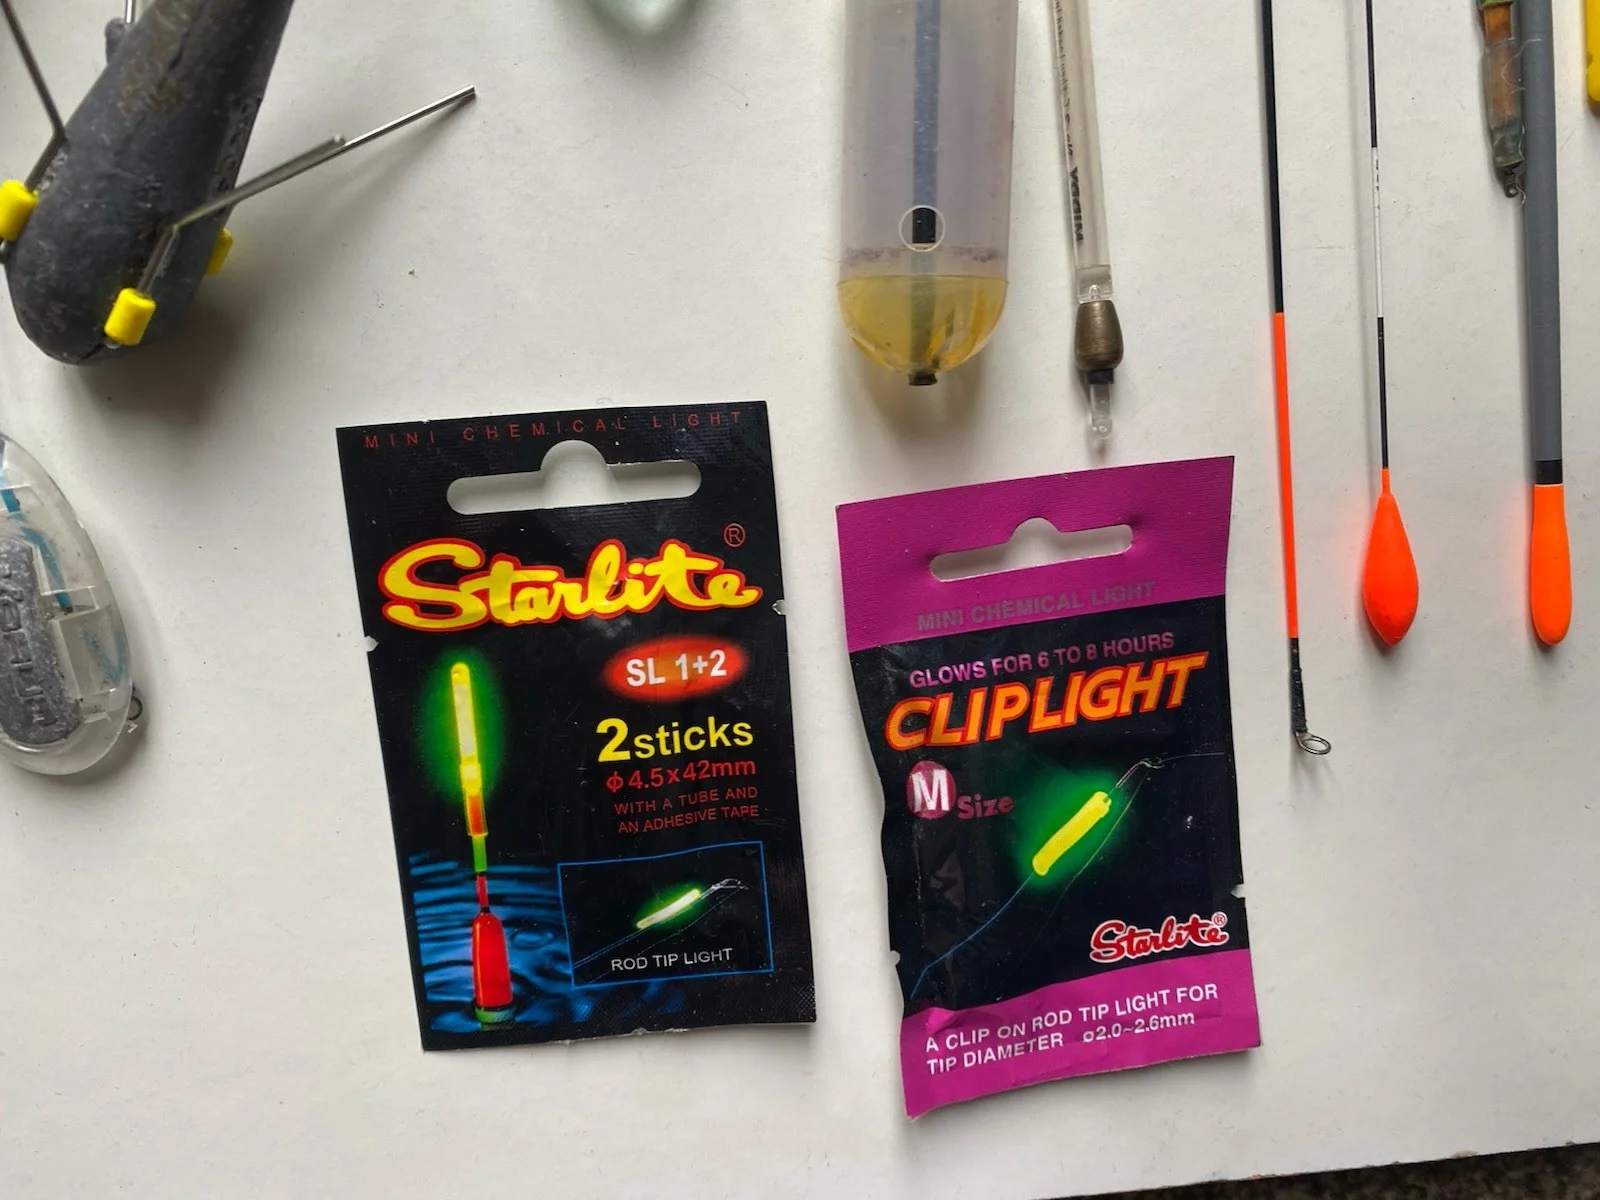 MINI CHEMICAL LIGHT
Starlite®
SL 1+2
2sticks
ϕ4.5x42mm
WITH A TUBE AND
AN ADHESIVE TAPE
ROD TIP LIGHT
MINI CHEMICAL LIGHT
GLOWS FOR 6 TO 8 HOURS
CLIPLIGHT
M Size
Starlite®
A CLIP ON ROD TIP LIGHT FOR
TIP DIAMETER ø2.0~2.6mm